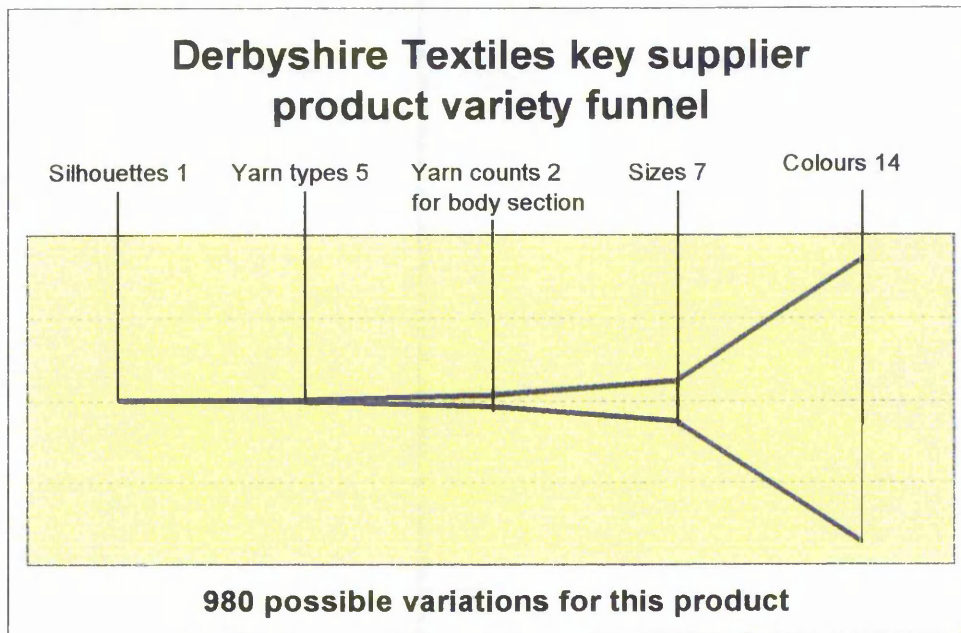 Derbyshire Textiles key supplier
product variety funnel
Silhouettes 1
Yarn types 5
Yarn counts 2
for body section
Sizes 7
Colours 14
980 possible variations for this product